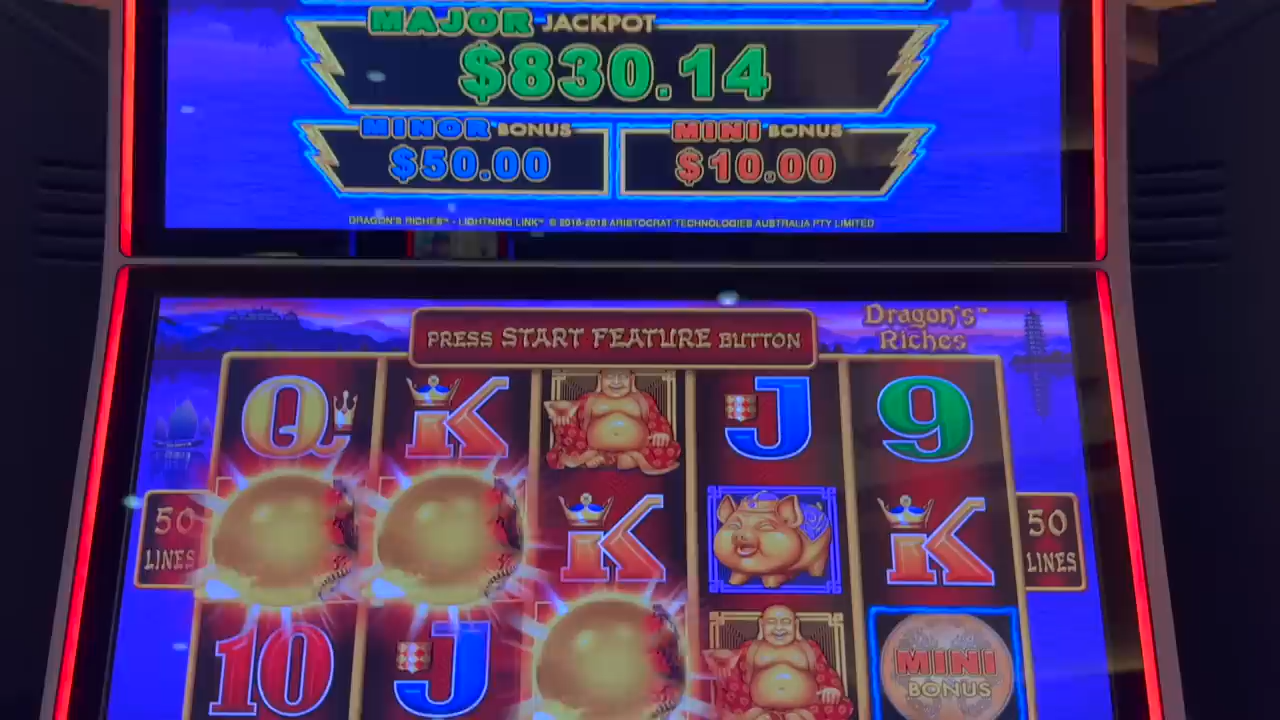 MAJOR JACKPOT
$830.14
MINOR BONUS
$50.00
MINI BONUS
$10.00
DRAGON'S RICHES™ - LIGHTNING LINK™ © 2016-2018 ARISTOCRAT TECHNOLOGIES AUSTRALIA PTY LIMITED
PRESS START FEATURE BUTTON
Dragon's™
Riches
Q K J 9
50
LINES
K K
50
LINES
10 J
MINI
BONUS